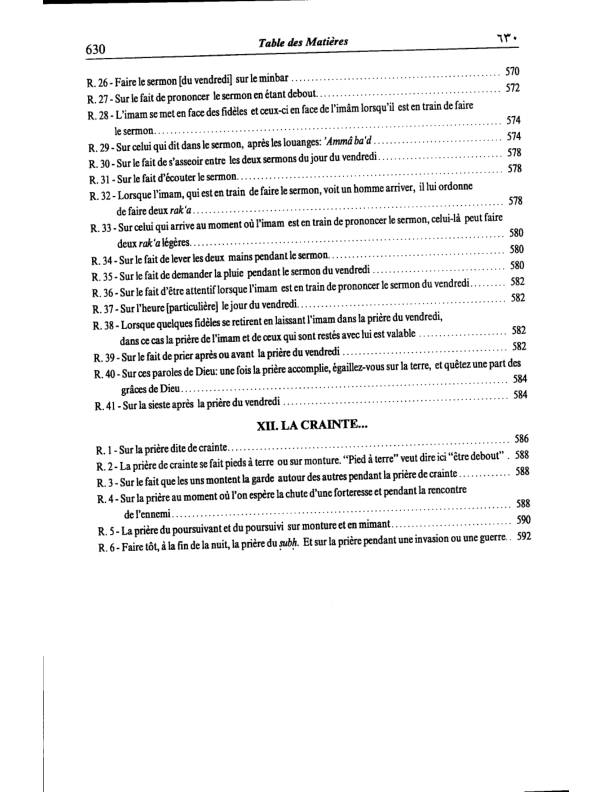 630 Table des Matières ٦٣٠
R. 26 - Faire le sermon [du vendredi] sur le minbar ........ 570
R. 27 - Sur le fait de prononcer le sermon en étant debout........ 572
R. 28 - L'imam se met en face des fidèles et ceux-ci en face de l'imâm lorsqu'il est en train de faire
le sermon........ 574
R. 29 - Sur celui qui dit dans le sermon, après les louanges: 'Ammâ ba'd ........ 574
R. 30 - Sur le fait de s'asseoir entre les deux sermons du jour du vendredi........ 578
R. 31 - Sur le fait d'écouter le sermon........ 578
R. 32 - Lorsque l'imam, qui est en train de faire le sermon, voit un homme arriver, il lui ordonne
de faire deux rak'a........ 578
R. 33 - Sur celui qui arrive au moment où l'imam est en train de prononcer le sermon, celui-là peut faire
deux rak'a légères........ 580
R. 34 - Sur le fait de lever les deux mains pendant le sermon........ 580
R. 35 - Sur le fait de demander la pluie pendant le sermon du vendredi ........ 580
R. 36 - Sur le fait d'être attentif lorsque l'imam est en train de prononcer le sermon du vendredi........ 582
R. 37 - Sur l'heure [particulière] le jour du vendredi........ 582
R. 38 - Lorsque quelques fidèles se retirent en laissant l'imam dans la prière du vendredi,
dans ce cas la prière de l'imam et de ceux qui sont restés avec lui est valable ........ 582
R. 39 - Sur le fait de prier après ou avant la prière du vendredi ........ 582
R. 40 - Sur ces paroles de Dieu: une fois la prière accomplie, égaillez-vous sur la terre, et quêtez une part des
grâces de Dieu........ 584
R. 41 - Sur la sieste après la prière du vendredi ........ 584
XII. LA CRAINTE...
R. 1 - Sur la prière dite de crainte........ 586
R. 2 - La prière de crainte se fait pieds à terre ou sur monture. “Pied à terre” veut dire ici “être debout” . 588
R. 3 - Sur le fait que les uns montent la garde autour des autres pendant la prière de crainte ........ 588
R. 4 - Sur la prière au moment où l'on espère la chute d'une forteresse et pendant la rencontre
de l'ennemi........ 588
R. 5 - La prière du poursuivant et du poursuivi sur monture et en mimant........ 590
R. 6 - Faire tôt, à la fin de la nuit, la prière du ṣubḥ. Et sur la prière pendant une invasion ou une guerre.. 592